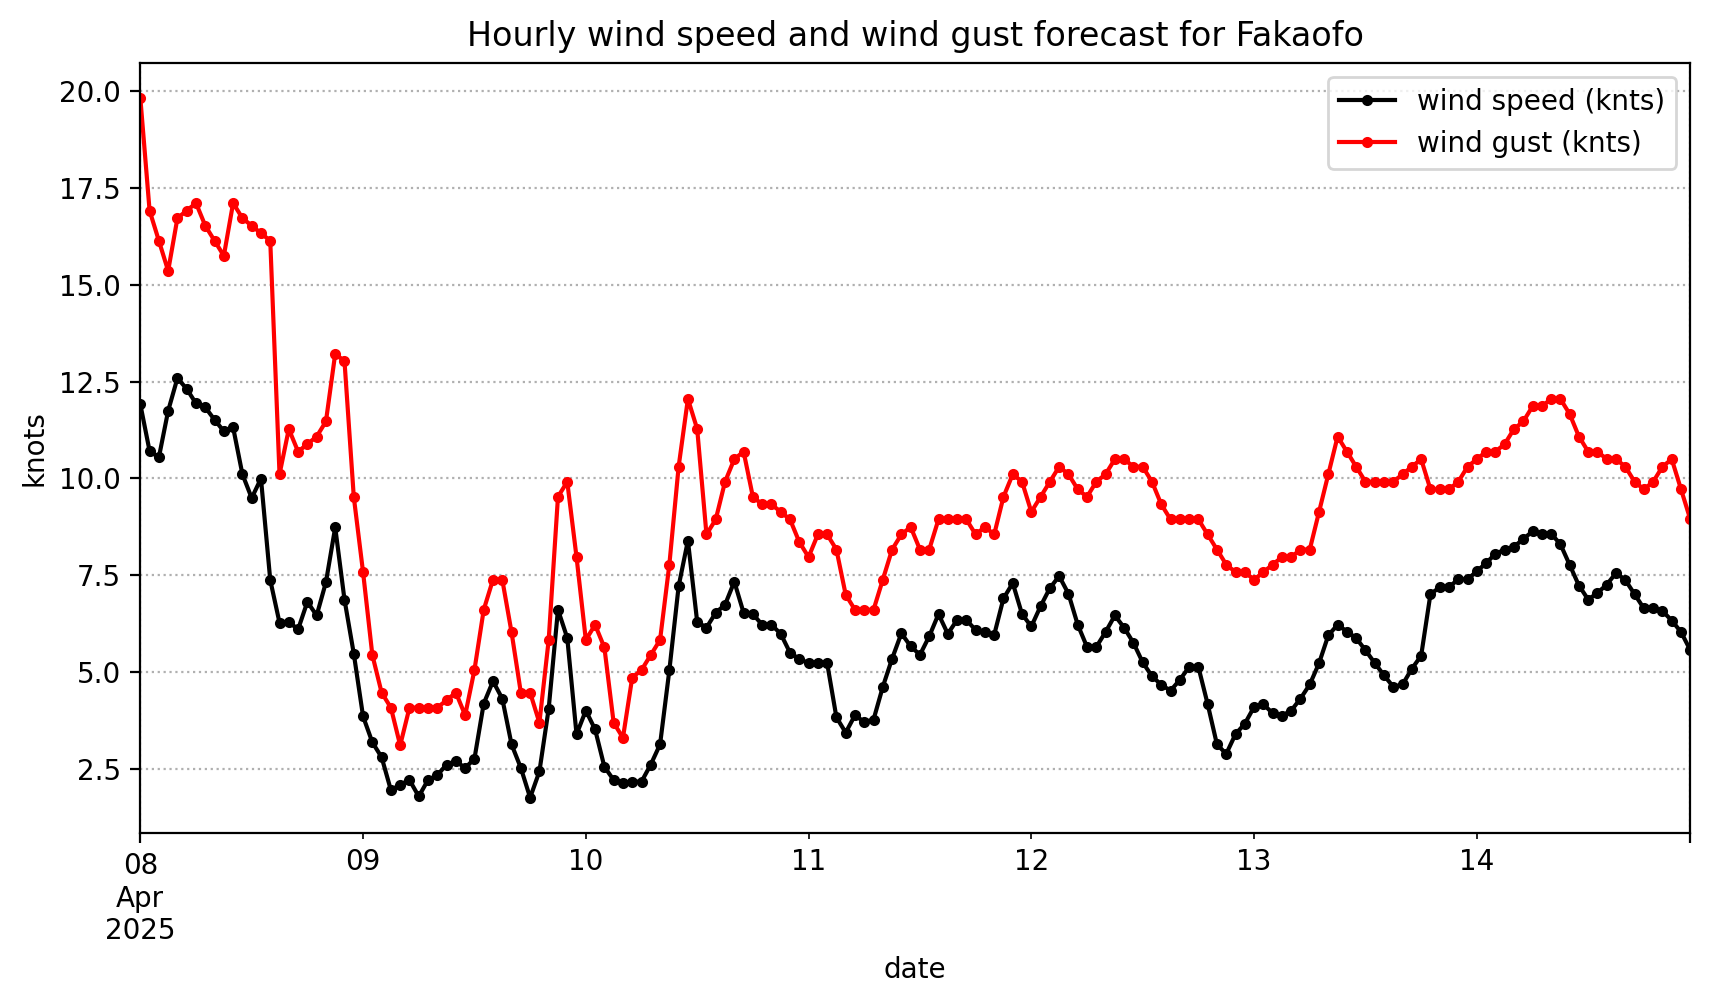 Hourly wind speed and wind gust forecast for Fakaofo
wind speed (knts)
wind gust (knts)
knots
20.0
17.5
15.0
12.5
10.0
7.5
5.0
2.5
08
Apr
2025
09
10
11
12
13
14
date